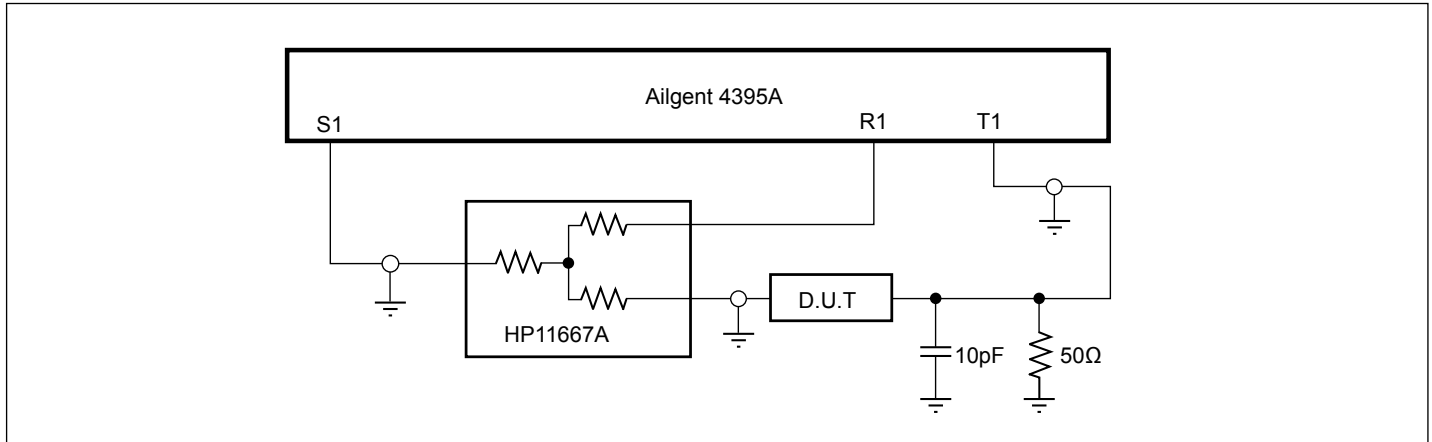 Ailgent 4395A
S1
R1
T1
HP11667A
D.U.T
10pF
50Ω